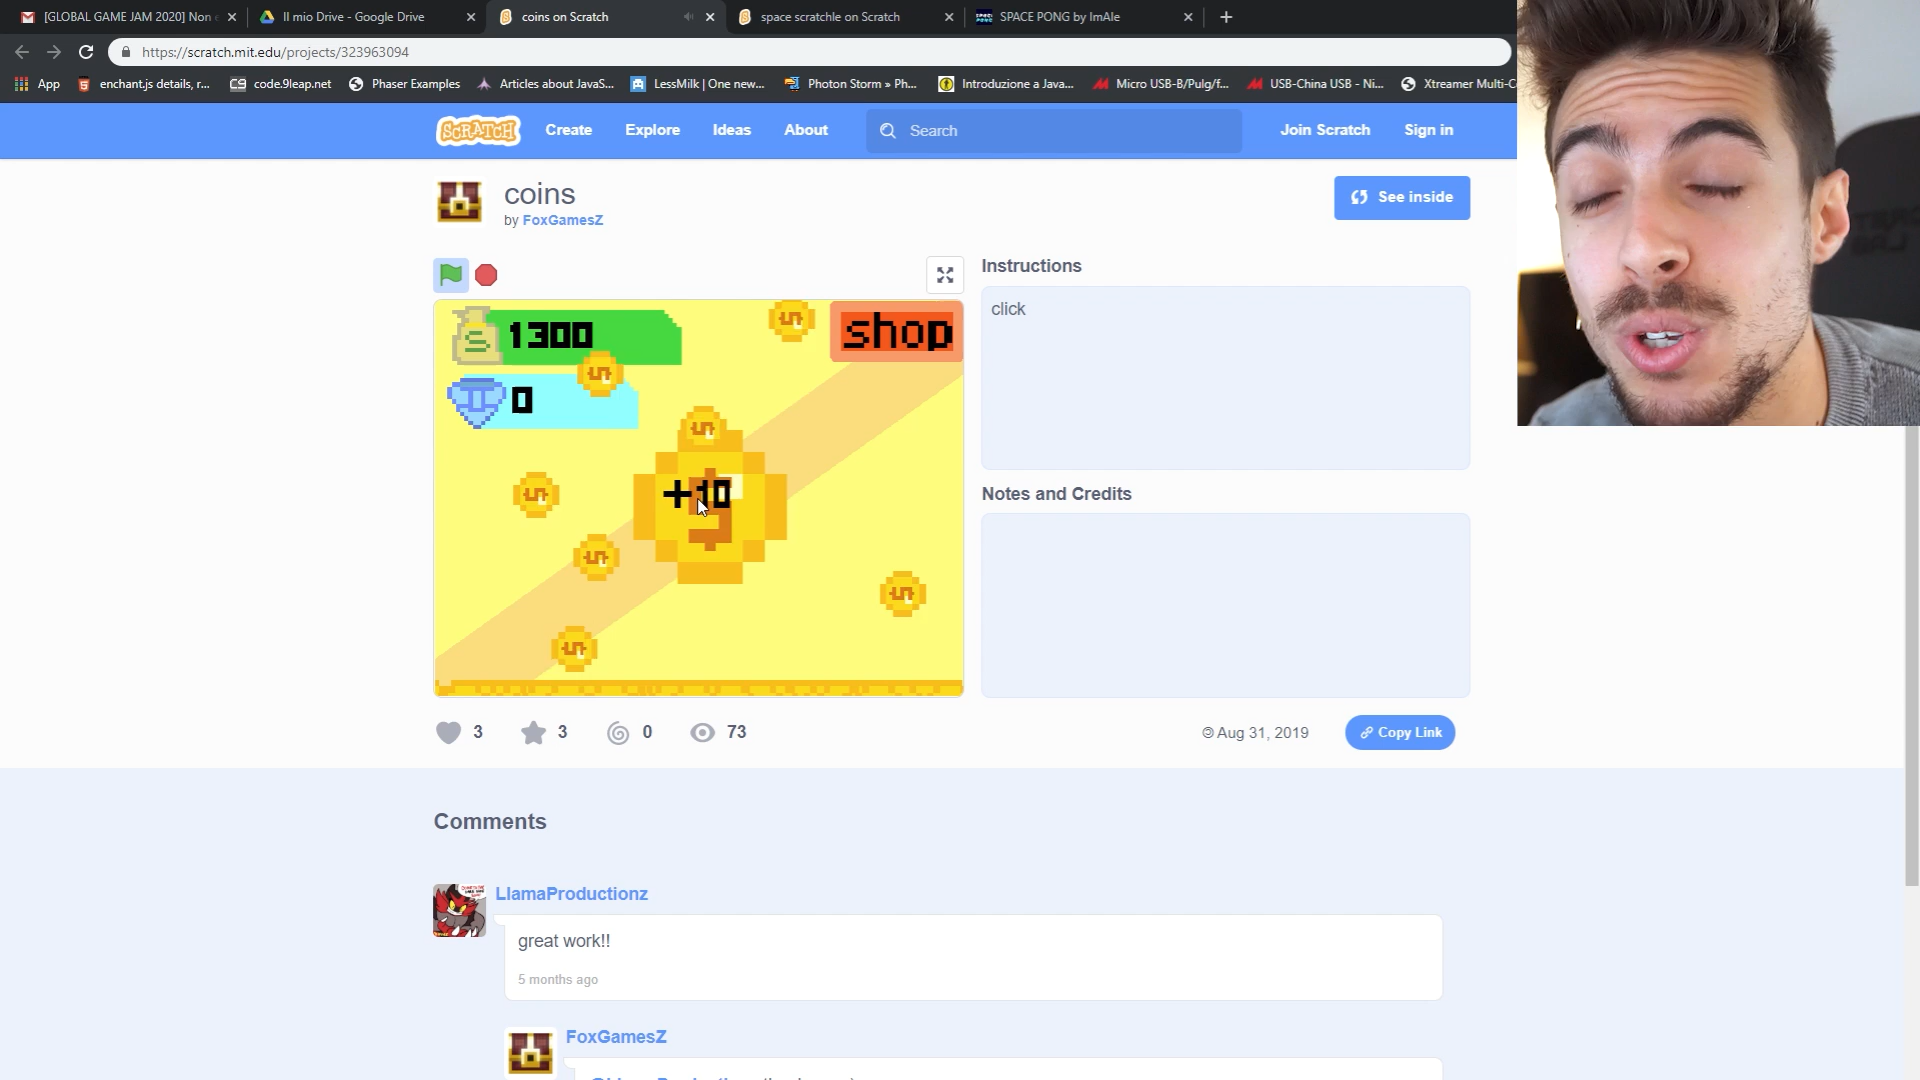 [GLOBAL GAME JAM 2020] Non
Il mio Drive - Google Drive
coins on Scratch
space scratchle on Scratch
SPACE PONG by ImAle
https://scratch.mit.edu/projects/323963094
App
enchant.js details, r...
C9 code.9leap.net
Phaser Examples
Articles about JavaS...
LessMilk | One new...
Photon Storm » Ph...
Introduzione a Java...
Micro USB-B/Pulg/f...
USB-China USB - Ni...
Xtreamer Multi-C
SCRATCH
Create
Explore
Ideas
About
Search
Join Scratch
Sign in
coins
by FoxGamesZ
See inside
1300
shop
0
+10
Instructions
click
Notes and Credits
3
3
0
73
© Aug 31, 2019
Copy Link
Comments
LlamaProductionz
great work!!
5 months ago
FoxGamesZ